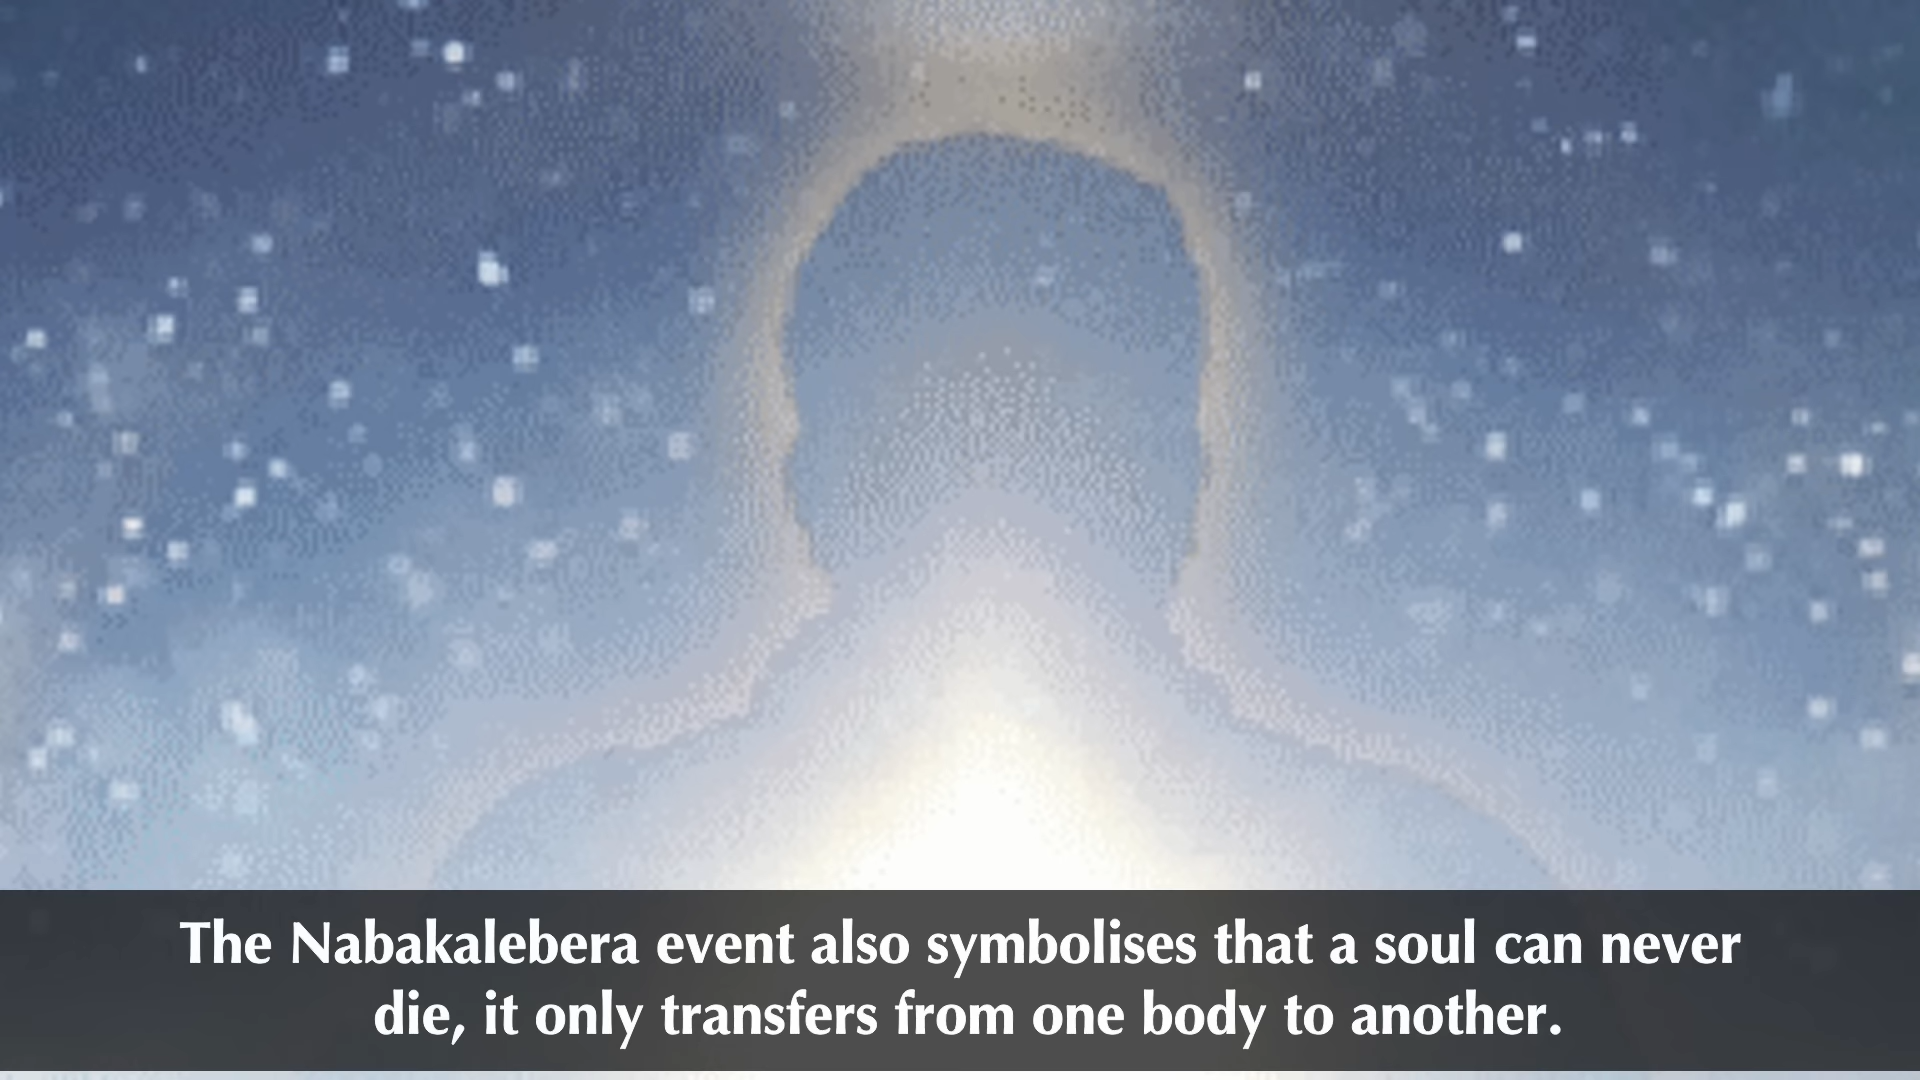 The Nabakalebera event also symbolises that a soul can never
die, it only transfers from one body to another.